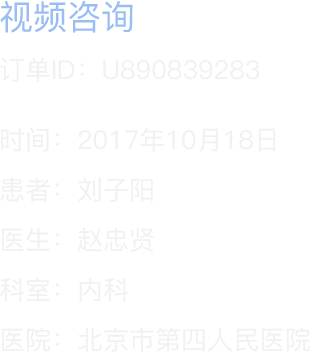 视频咨询
订单ID：U890839283
时间：2017年10月18日
患者：刘子阳
医生：赵忠贤
科室：内科
医院：北京市第四人民医院